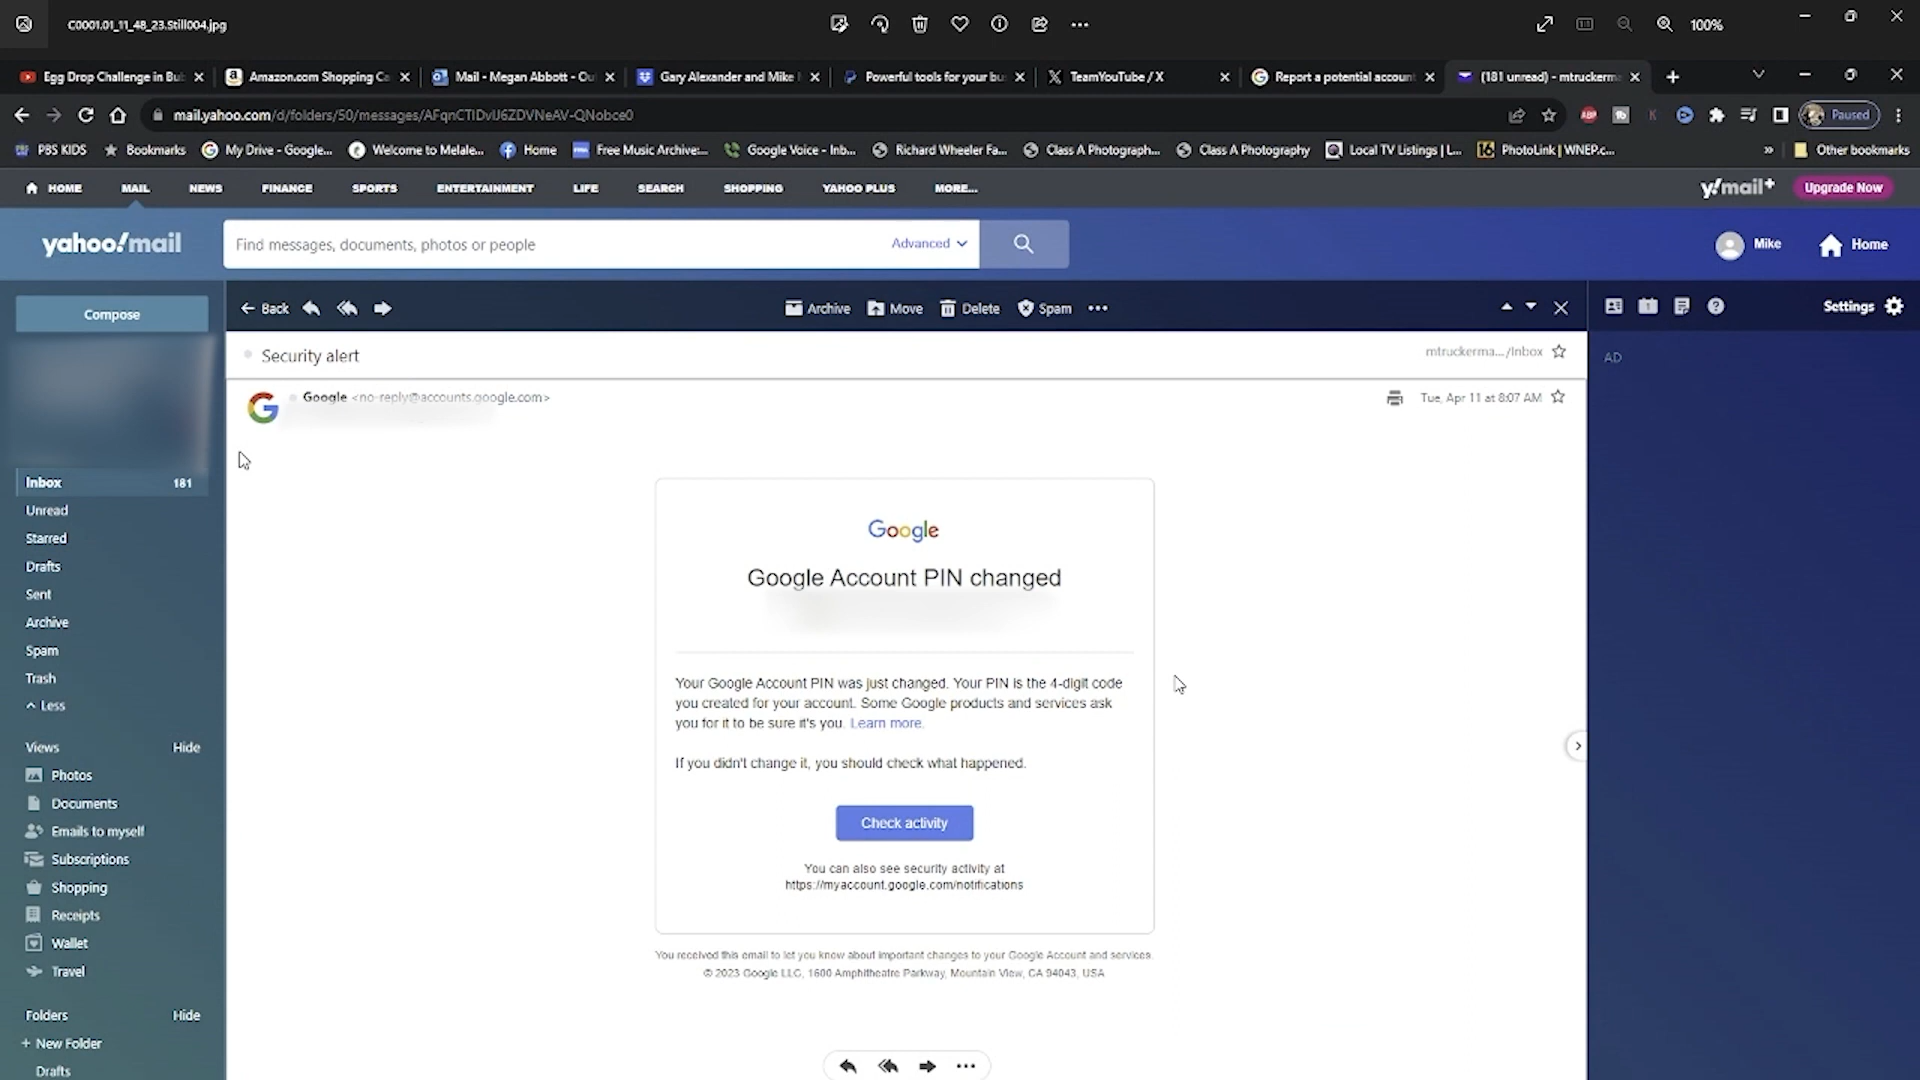 C0001.01_11_48_23.Still004.jpg
100%
Egg Drop Challenge in Bu
Amazon.com Shopping Ca
Mail - Megan Abbott - Ou
Gary Alexander and Mike
Powerful tools for your bu
TeamYouTube / X
Report a potential account
(181 unread) - mtruckerm
mail.yahoo.com/d/folders/50/messages/AFqnCTIDvlJ6ZDVNeAV-QNobce0
ABP
Paused
PBS KIDS
Bookmarks
My Drive - Google...
Welcome to Melale...
Home
Free Music Archive:...
Google Voice - Inb...
Richard Wheeler Fa...
Class A Photograph...
Class A Photography
Local TV Listings | L...
PhotoLink | WNEP.c...
»
Other bookmarks
HOME
MAIL
NEWS
FINANCE
SPORTS
ENTERTAINMENT
LIFE
SEARCH
SHOPPING
YAHOO PLUS
MORE...
y!mail+
Upgrade Now
yahoo!mail
Find messages, documents, photos or people
Advanced
Mike
Home
Compose
Back
Archive
Move
Delete
Spam
Settings
Security alert
mtruckerma.../Inbox
AD
Google <no-reply@accounts.google.com>
Tue, Apr 11 at 8:07 AM
Inbox 181
Unread
Starred
Drafts
Sent
Archive
Spam
Trash
Less
Views Hide
Photos
Documents
Emails to myself
Subscriptions
Shopping
Receipts
Wallet
Travel
Folders Hide
+ New Folder
Drafts
Google
Google Account PIN changed
Your Google Account PIN was just changed. Your PIN is the 4-digit code
you created for your account. Some Google products and services ask
you for it to be sure it's you. Learn more.
If you didn't change it, you should check what happened.
Check activity
You can also see security activity at
https://myaccount.google.com/notifications
You received this email to let you know about important changes to your Google Account and services.
© 2023 Google LLC, 1600 Amphitheatre Parkway, Mountain View, CA 94043, USA